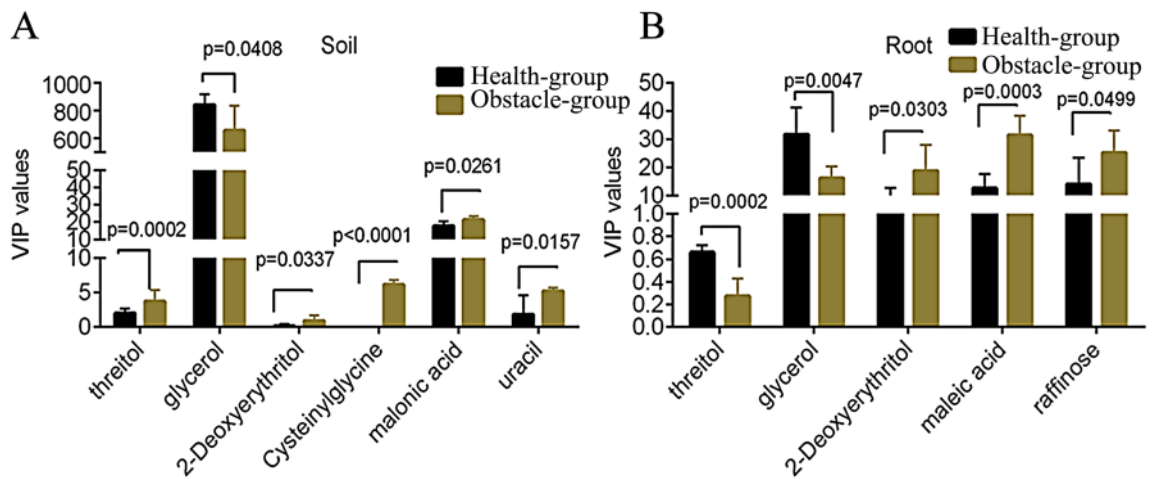 A
Soil
p=0.0408
Health-group
Obstacle-group
VIP values
1000
800
600
50
40
30
20
10
10
5
0
p=0.0002
p=0.0337
p<0.0001
p=0.0261
p=0.0157
threitol
glycerol
2-Deoxyerythritol
Cysteinylglycine
malonic acid
uracil
B
Root
Health-group
Obstacle-group
VIP values
50
40
30
20
10
1.0
0.8
0.6
0.4
0.2
0.0
p=0.0002
p=0.0047
p=0.0303
p=0.0003
p=0.0499
threitol
glycerol
2-Deoxyerythritol
maleic acid
raffinose